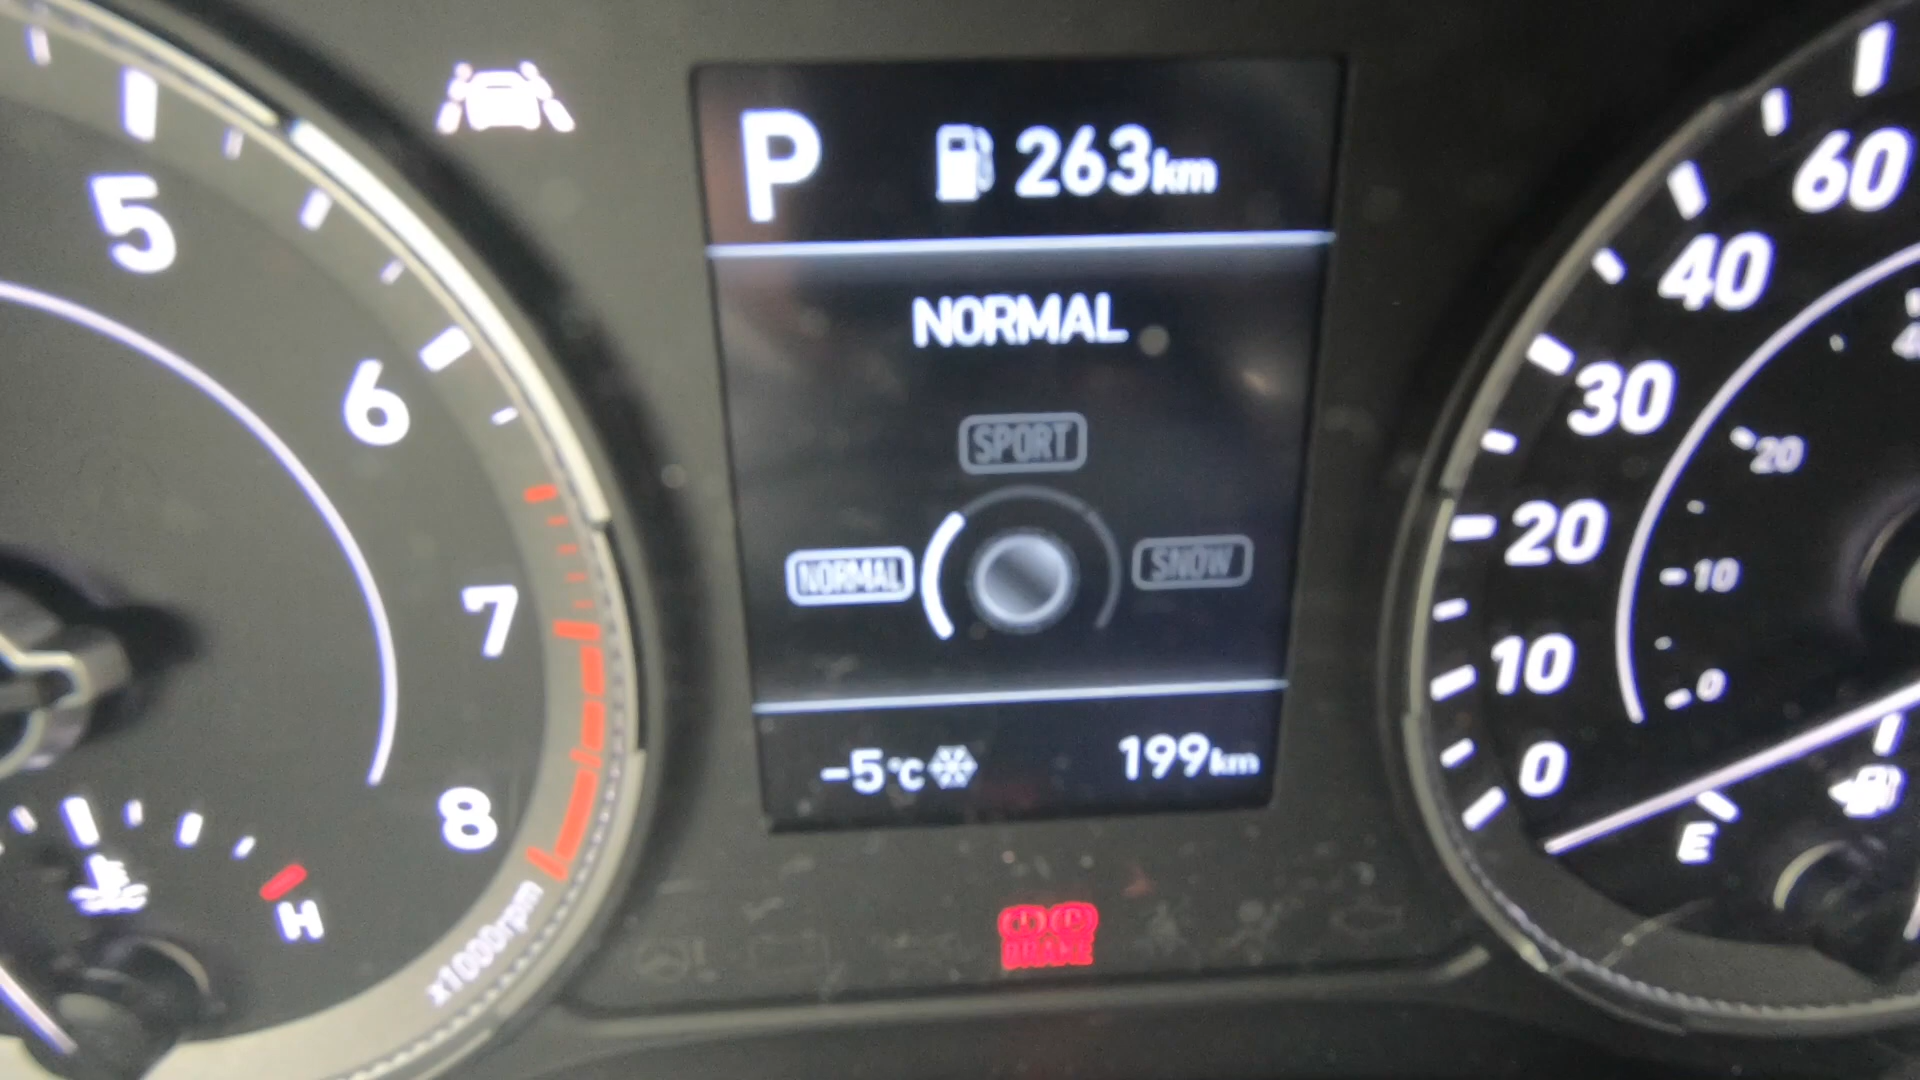 P 263km
NORMAL
SPORT
NORMAL SNOW
-5°C 199km
BRAKE
5
6
7
8
x1000rpm
H
60
40
30
20
10
0
20
10
0
E